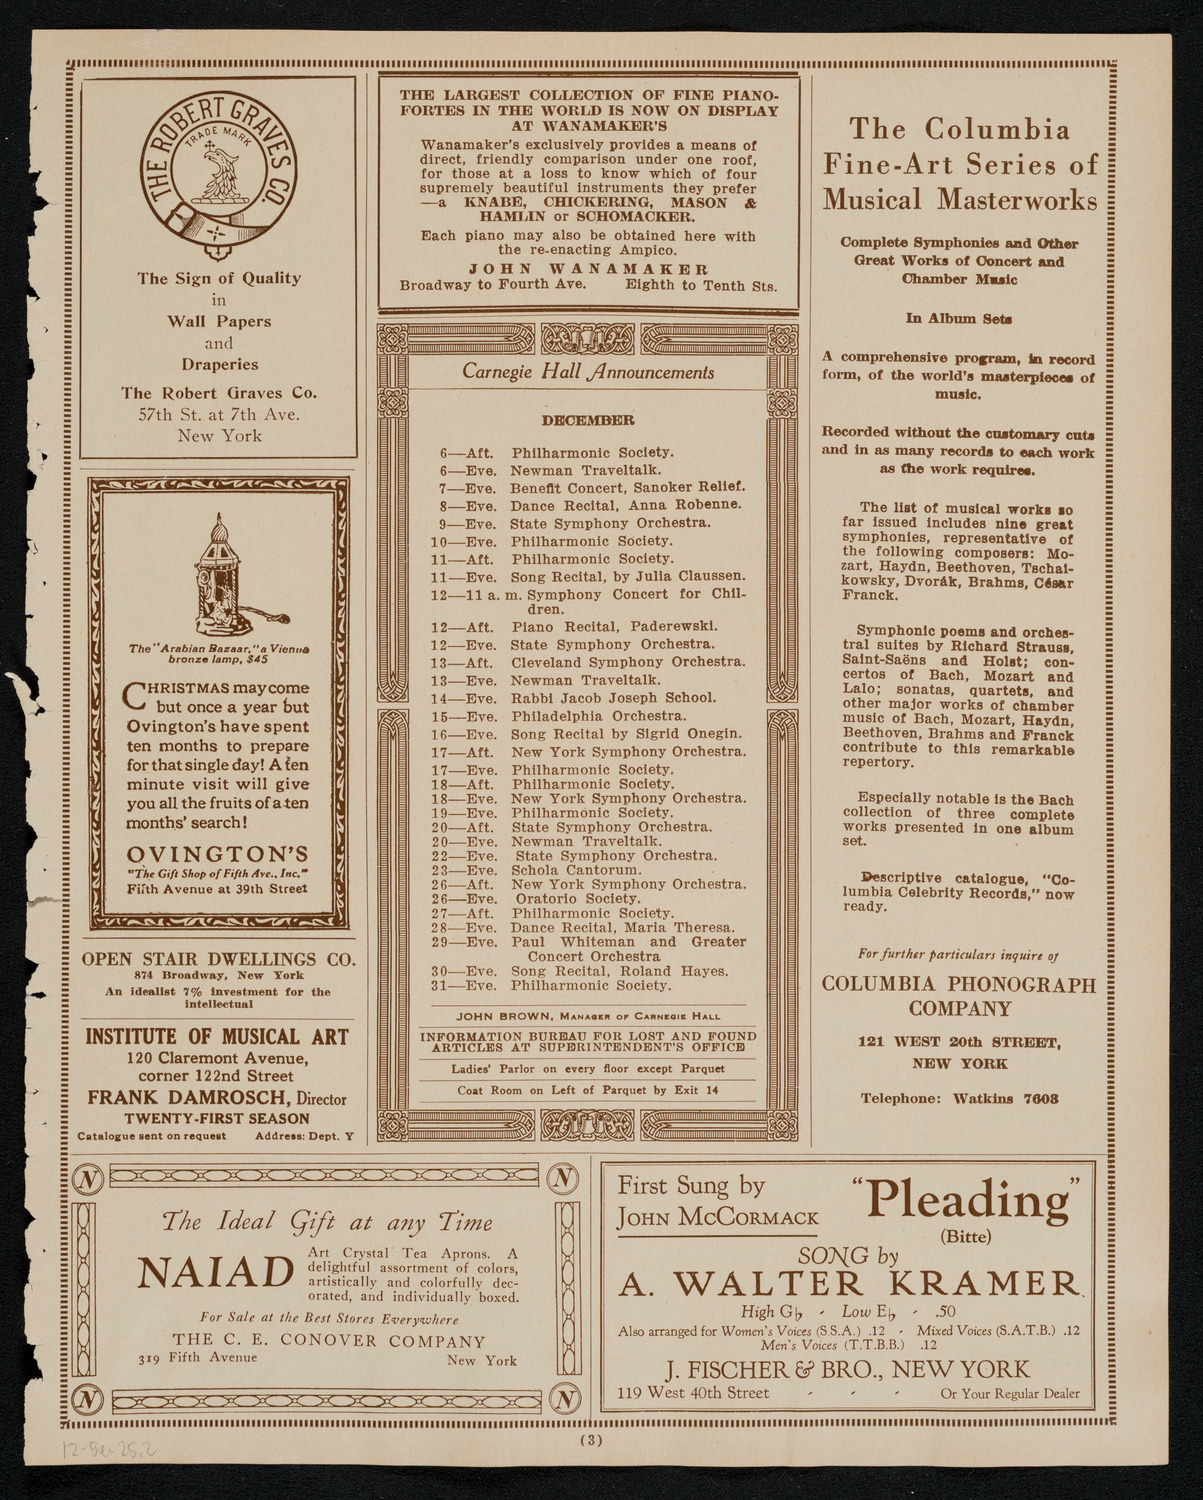 THE ROBERT GRAVES CO.
TRADE MARK
The Sign of Quality
in
Wall Papers
and
Draperies
The Robert Graves Co.
57th St. at 7th Ave.
New York
The "Arabian Bazaar," a Vienna
bronze lamp, $45
CHRISTMAS may come
but once a year but
Ovington's have spent
ten months to prepare
for that single day! A ten
minute visit will give
you all the fruits of a ten
months' search!
OVINGTON'S
"The Gift Shop of Fifth Ave., Inc."
Fifth Avenue at 39th Street
OPEN STAIR DWELLINGS CO.
874 Broadway, New York
An idealist 7% investment for the
intellectual
INSTITUTE OF MUSICAL ART
120 Claremont Avenue,
corner 122nd Street
FRANK DAMROSCH, Director
TWENTY-FIRST SEASON
Catalogue sent on request Address: Dept. Y
THE LARGEST COLLECTION OF FINE PIANO-
FORTES IN THE WORLD IS NOW ON DISPLAY
AT WANAMAKER'S
Wanamaker's exclusively provides a means of
direct, friendly comparison under one roof,
for those at a loss to know which of four
supremely beautiful instruments they prefer
—a KNABE, CHICKERING, MASON &
HAMLIN or SCHOMACKER.
Each piano may also be obtained here with
the re-enacting Ampico.
JOHN WANAMAKER
Broadway to Fourth Ave. Eighth to Tenth Sts.
Carnegie Hall Announcements
DECEMBER
6—Aft. Philharmonic Society.
6—Eve. Newman Traveltalk.
7—Eve. Benefit Concert, Sanoker Relief.
8—Eve. Dance Recital, Anna Robenne.
9—Eve. State Symphony Orchestra.
10—Eve. Philharmonic Society.
11—Aft. Philharmonic Society.
11—Eve. Song Recital, by Julia Claussen.
12—11 a. m. Symphony Concert for Chil-
dren.
12—Aft. Piano Recital, Paderewski.
12—Eve. State Symphony Orchestra.
13—Aft. Cleveland Symphony Orchestra.
13—Eve. Newman Traveltalk.
14—Eve. Rabbi Jacob Joseph School.
15—Eve. Philadelphia Orchestra.
16—Eve. Song Recital by Sigrid Onegin.
17—Aft. New York Symphony Orchestra.
17—Eve. Philharmonic Society.
18—Aft. Philharmonic Society.
18—Eve. New York Symphony Orchestra.
19—Eve. Philharmonic Society.
20—Aft. State Symphony Orchestra.
20—Eve. Newman Traveltalk.
22—Eve. State Symphony Orchestra.
23—Eve. Schola Cantorum.
26—Aft. New York Symphony Orchestra.
26—Eve. Oratorio Society.
27—Aft. Philharmonic Society.
28—Eve. Dance Recital, Maria Theresa.
29—Eve. Paul Whiteman and Greater
Concert Orchestra
30—Eve. Song Recital, Roland Hayes.
31—Eve. Philharmonic Society.
JOHN BROWN, MANAGER OF CARNEGIE HALL
INFORMATION BUREAU FOR LOST AND FOUND
ARTICLES AT SUPERINTENDENT'S OFFICE
Ladies' Parlor on every floor except Parquet
Coat Room on Left of Parquet by Exit 14
The Columbia
Fine-Art Series of
Musical Masterworks
Complete Symphonies and Other
Great Works of Concert and
Chamber Music
In Album Sets
A comprehensive program, in record
form, of the world's masterpieces of
music.
Recorded without the customary cuts
and in as many records to each work
as the work requires.
The list of musical works so
far issued includes nine great
symphonies, representative of
the following composers: Mo-
zart, Haydn, Beethoven, Tschai-
kowsky, Dvorák, Brahms, César
Franck.
Symphonic poems and orches-
tral suites by Richard Strauss,
Saint-Saëns and Holst; con-
certos of Bach, Mozart and
Lalo; sonatas, quartets, and
other major works of chamber
music of Bach, Mozart, Haydn,
Beethoven, Brahms and Franck
contribute to this remarkable
repertory.
Especially notable is the Bach
collection of three complete
works presented in one album
set.
Descriptive catalogue, "Co-
lumbia Celebrity Records," now
ready.
For further particulars inquire of
COLUMBIA PHONOGRAPH
COMPANY
121 WEST 20th STREET,
NEW YORK
Telephone: Watkins 7608
N N
The Ideal Gift at any Time
NAIAD
Art Crystal Tea Aprons. A
delightful assortment of colors,
artistically and colorfully dec-
orated, and individually boxed.
For Sale at the Best Stores Everywhere
THE C. E. CONOVER COMPANY
319 Fifth Avenue New York
N N
First Sung by
JOHN MCCORMACK
"Pleading"
(Bitte)
SONG by
A. WALTER KRAMER
High G♭ - Low E♭ - .50
Also arranged for Women's Voices (S.S.A.) .12 - Mixed Voices (S.A.T.B.) .12
Men's Voices (T.T.B.B.) .12
J. FISCHER & BRO., NEW YORK
119 West 40th Street - - - Or Your Regular Dealer
(3)